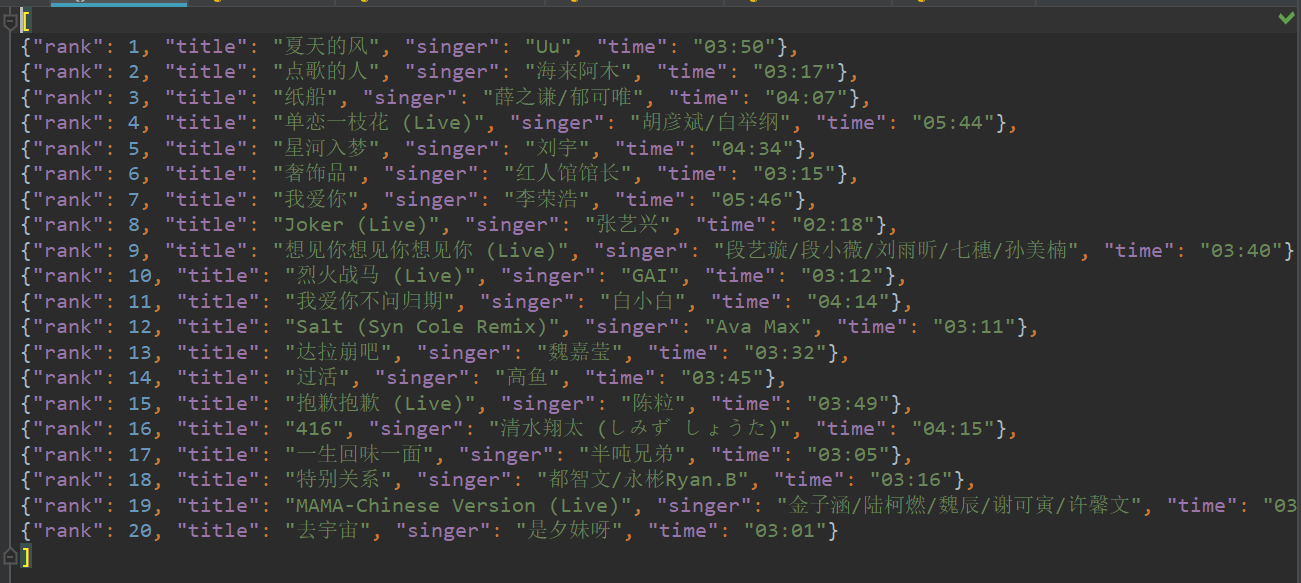 [
{"rank": 1, "title": "夏天的风", "singer": "Uu", "time": "03:50"},
{"rank": 2, "title": "点歌的人", "singer": "海来阿木", "time": "03:17"},
{"rank": 3, "title": "纸船", "singer": "薛之谦/郁可唯", "time": "04:07"},
{"rank": 4, "title": "单恋一枝花 (Live)", "singer": "胡彦斌/白举纲", "time": "05:44"},
{"rank": 5, "title": "星河入梦", "singer": "刘宇", "time": "04:34"},
{"rank": 6, "title": "奢饰品", "singer": "红人馆馆长", "time": "03:15"},
{"rank": 7, "title": "我爱你", "singer": "李荣浩", "time": "05:46"},
{"rank": 8, "title": "Joker (Live)", "singer": "张艺兴", "time": "02:18"},
{"rank": 9, "title": "想见你想见你想见你 (Live)", "singer": "段艺璇/段小薇/刘雨昕/七穗/孙美楠", "time": "03:40"}
{"rank": 10, "title": "烈火战马 (Live)", "singer": "GAI", "time": "03:12"},
{"rank": 11, "title": "我爱你不问归期", "singer": "白小白", "time": "04:14"},
{"rank": 12, "title": "Salt (Syn Cole Remix)", "singer": "Ava Max", "time": "03:11"},
{"rank": 13, "title": "达拉崩吧", "singer": "魏嘉莹", "time": "03:32"},
{"rank": 14, "title": "过活", "singer": "高鱼", "time": "03:45"},
{"rank": 15, "title": "抱歉抱歉 (Live)", "singer": "陈粒", "time": "03:49"},
{"rank": 16, "title": "416", "singer": "清水翔太 (しみず しょうた)", "time": "04:15"},
{"rank": 17, "title": "一生回味一面", "singer": "半吨兄弟", "time": "03:05"},
{"rank": 18, "title": "特别关系", "singer": "都智文/永彬Ryan.B", "time": "03:16"},
{"rank": 19, "title": "MAMA-Chinese Version (Live)", "singer": "金子涵/陆柯燃/魏辰/谢可寅/许馨文", "time": "03
{"rank": 20, "title": "去宇宙", "singer": "是夕妹呀", "time": "03:01"}
]